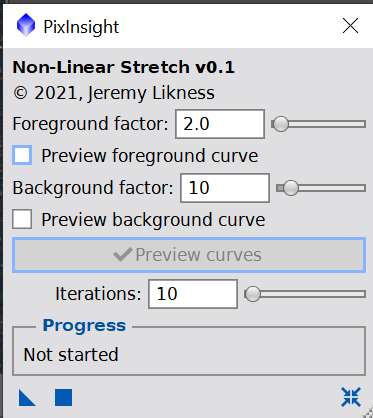 PixInsight
Non-Linear Stretch v0.1
© 2021, Jeremy Likness
Foreground factor: 2.0
Preview foreground curve
Background factor: 10
Preview background curve
Preview curves
Iterations: 10
Progress
Not started